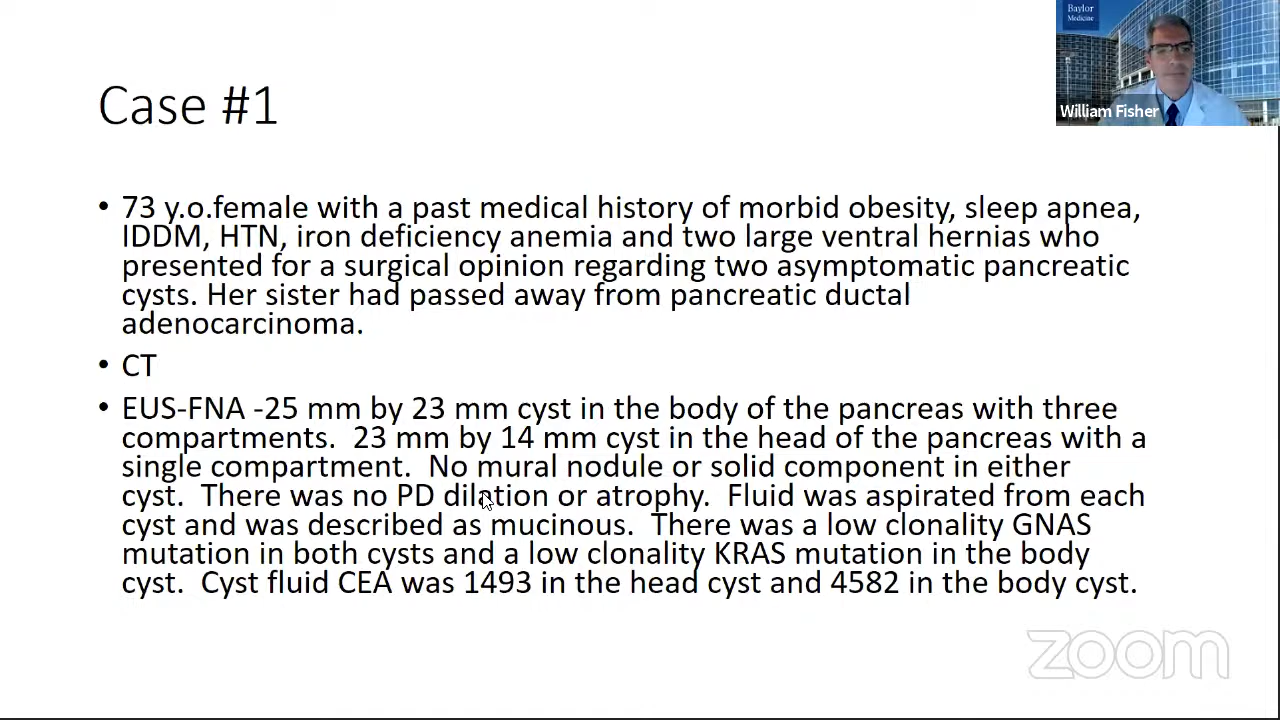 Baylor
Medicine
William Fisher
Case #1
• 73 y.o.female with a past medical history of morbid obesity, sleep apnea,
IDDM, HTN, iron deficiency anemia and two large ventral hernias who
presented for a surgical opinion regarding two asymptomatic pancreatic
cysts. Her sister had passed away from pancreatic ductal
adenocarcinoma.
• CT
• EUS-FNA -25 mm by 23 mm cyst in the body of the pancreas with three
compartments.  23 mm by 14 mm cyst in the head of the pancreas with a
single compartment.  No mural nodule or solid component in either
cyst.  There was no PD dilation or atrophy.  Fluid was aspirated from each
cyst and was described as mucinous.  There was a low clonality GNAS
mutation in both cysts and a low clonality KRAS mutation in the body
cyst.  Cyst fluid CEA was 1493 in the head cyst and 4582 in the body cyst.
zoom